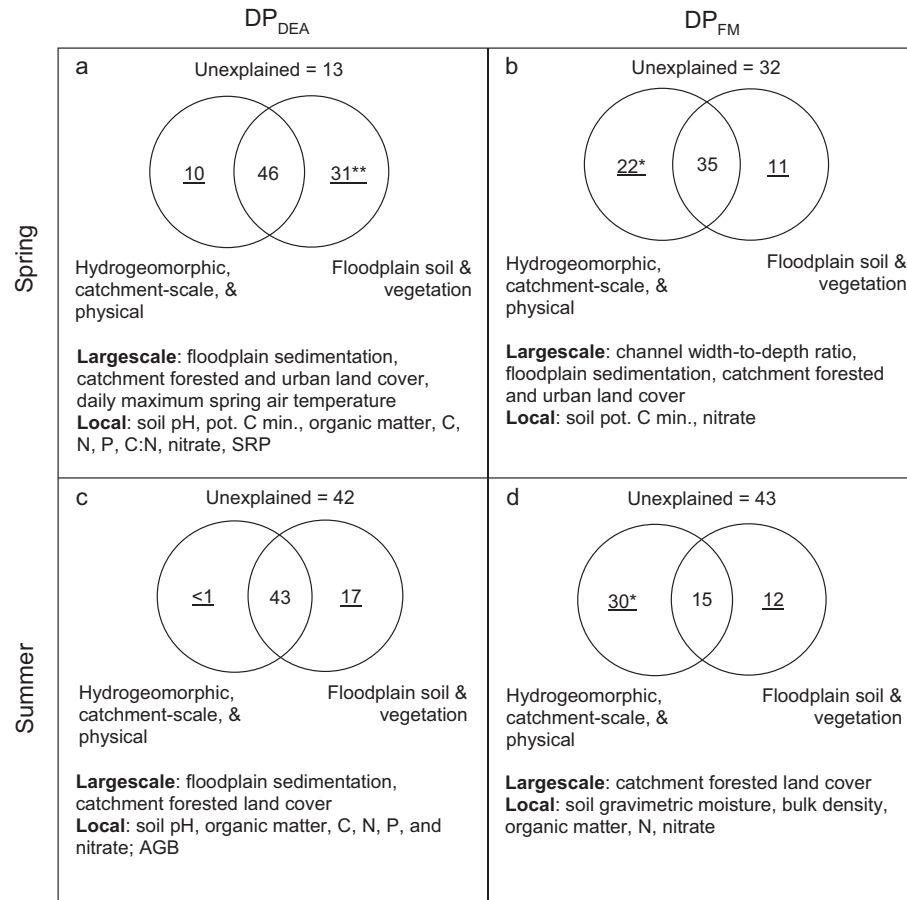 DP_DEA
DP_FM
Spring
a
Unexplained = 13
10
46
31**
Hydrogeomorphic,
catchment-scale, &
physical
Floodplain soil &
vegetation
Largescale: floodplain sedimentation,
catchment forested and urban land cover,
daily maximum spring air temperature
Local: soil pH, pot. C min., organic matter, C,
N, P, C:N, nitrate, SRP
b
Unexplained = 32
22*
35
11
Hydrogeomorphic,
catchment-scale, &
physical
Floodplain soil &
vegetation
Largescale: channel width-to-depth ratio,
floodplain sedimentation, catchment forested
and urban land cover
Local: soil pot. C min., nitrate
Summer
c
Unexplained = 42
<1
43
17
Hydrogeomorphic,
catchment-scale, &
physical
Floodplain soil &
vegetation
Largescale: floodplain sedimentation,
catchment forested land cover
Local: soil pH, organic matter, C, N, P, and
nitrate; AGB
d
Unexplained = 43
30*
15
12
Hydrogeomorphic,
catchment-scale, &
physical
Floodplain soil &
vegetation
Largescale: catchment forested land cover
Local: soil gravimetric moisture, bulk density,
organic matter, N, nitrate